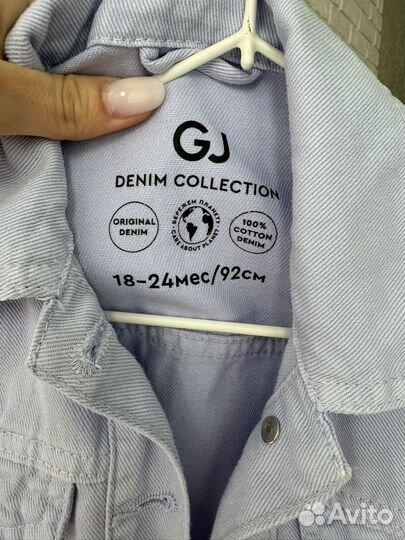 GJ
DENIM COLLECTION
ORIGINAL
DENIM
БЕРЕЖЕМ ПЛАНЕТУ
CARE ABOUT PLANET
100%
COTTON
DENIM
18-24мес/92см
Avito